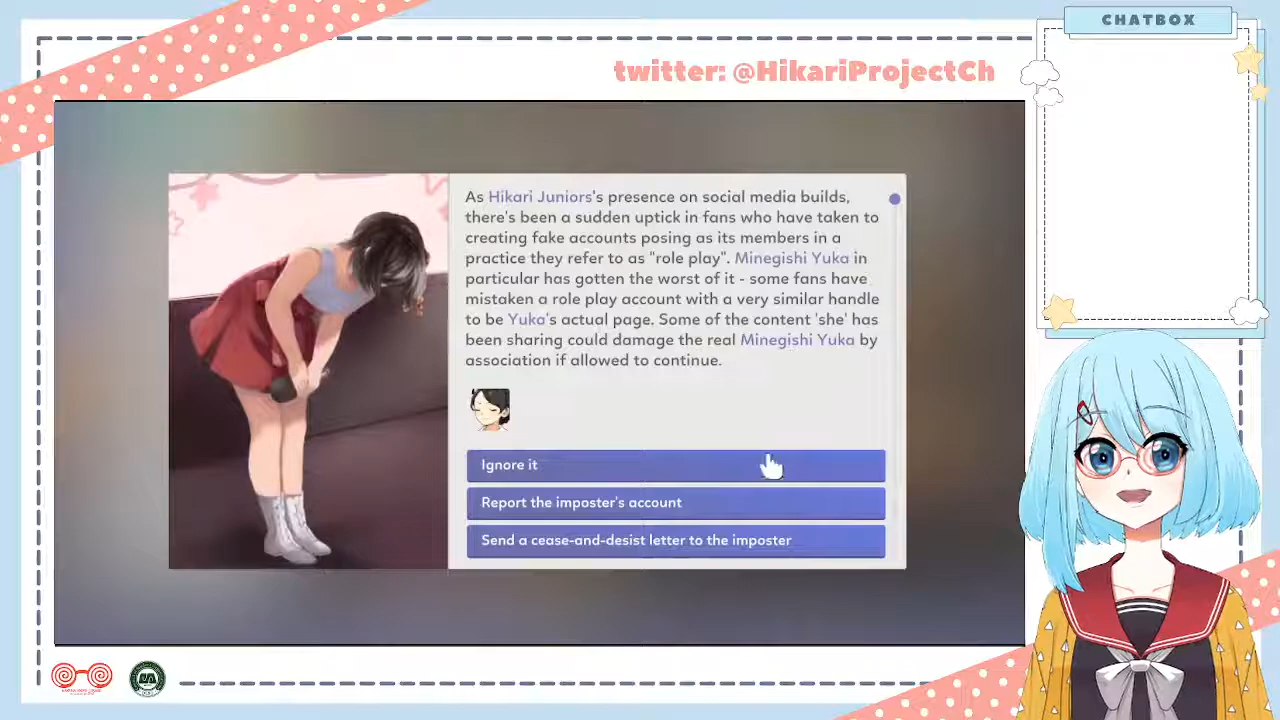 CHATBOX
twitter: @HikariProjectCh
As Hikari Juniors's presence on social media builds,
there's been a sudden uptick in fans who have taken to
creating fake accounts posing as its members in a
practice they refer to as "role play". Minegishi Yuka in
particular has gotten the worst of it - some fans have
mistaken a role play account with a very similar handle
to be Yuka's actual page. Some of the content 'she' has
been sharing could damage the real Minegishi Yuka by
association if allowed to continue.
Ignore it
Report the imposter's account
Send a cease-and-desist letter to the imposter